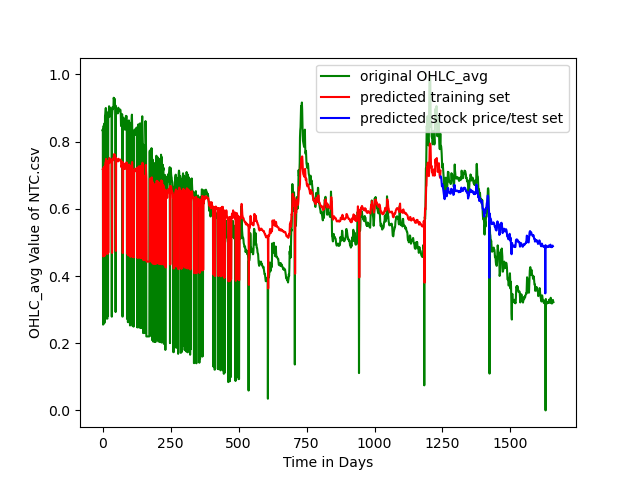 original OHLC_avg
predicted training set
predicted stock price/test set
1.0
0.8
0.6
0.4
0.2
0.0
OHLC_avg Value of NTC.csv
0 250 500 750 1000 1250 1500
Time in Days